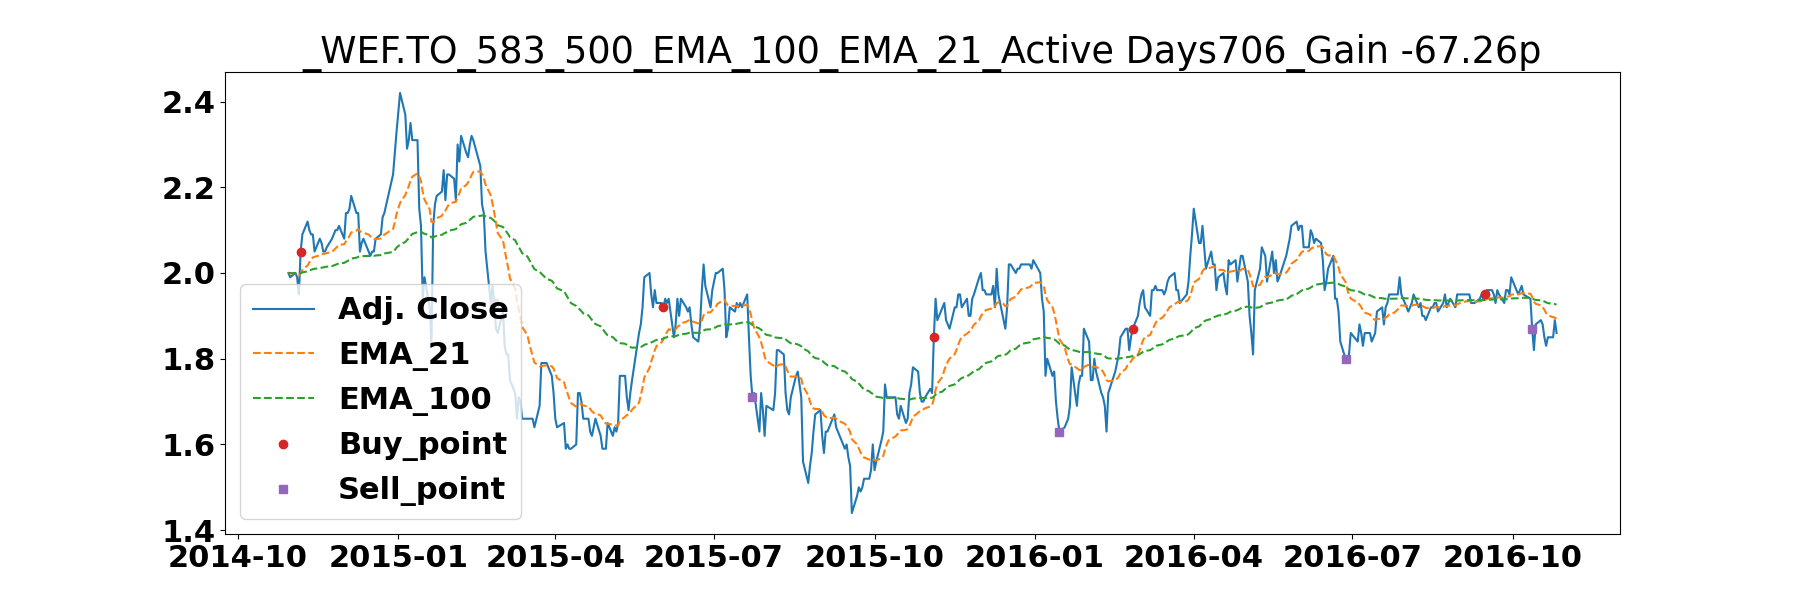 _WEF.TO_583_500_EMA_100_EMA_21_Active Days706_Gain -67.26p
2.4
2.2
2.0
1.8
1.6
1.4
Adj. Close
EMA_21
EMA_100
Buy_point
Sell_point
2014-10 2015-01 2015-04 2015-07 2015-10 2016-01 2016-04 2016-07 2016-10